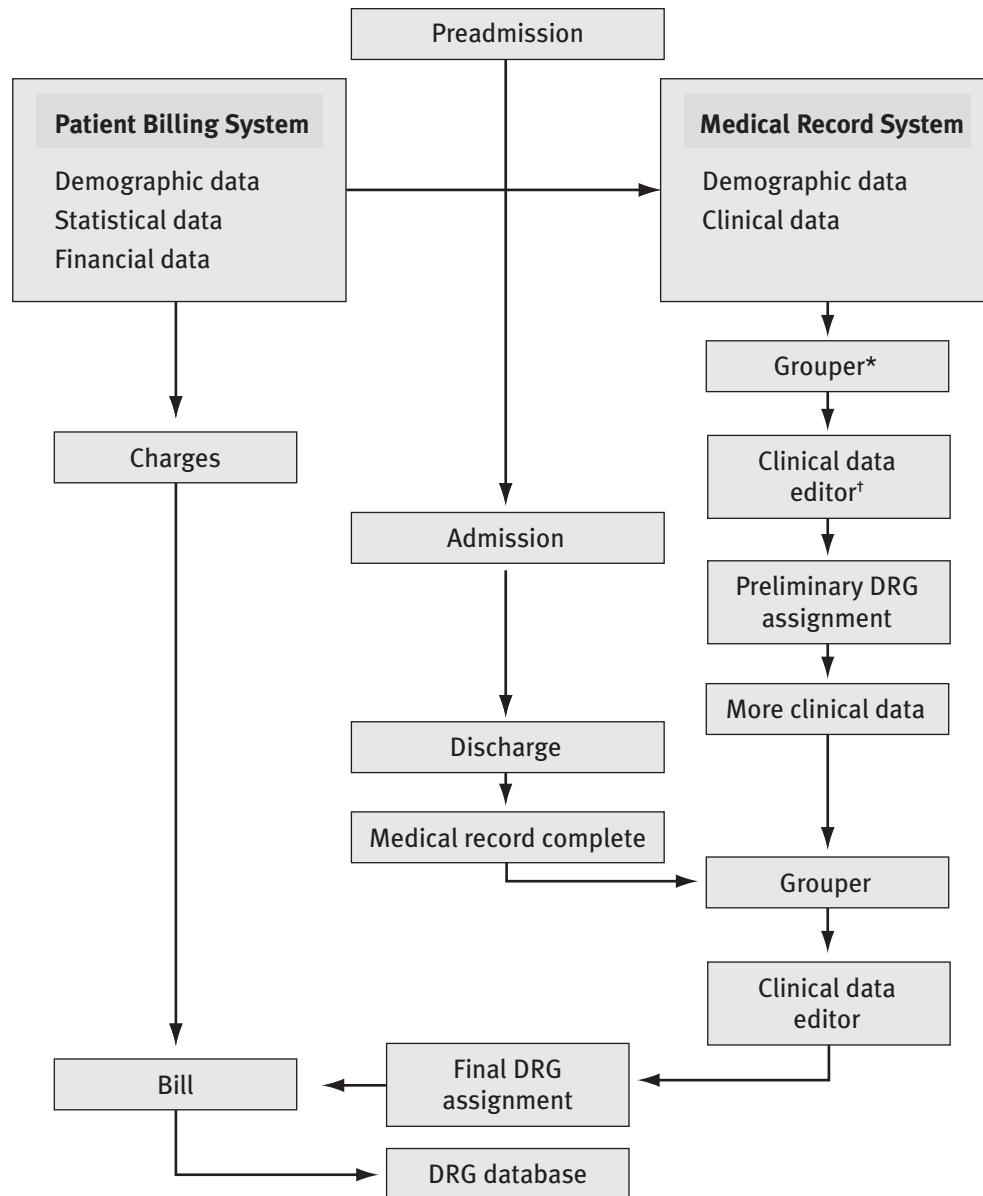 Preadmission
Patient Billing System
Demographic data
Statistical data
Financial data
Medical Record System
Demographic data
Clinical data
Grouper*
Charges
Clinical data
editor†
Admission
Preliminary DRG
assignment
More clinical data
Discharge
Medical record complete
Grouper
Clinical data
editor
Final DRG
assignment
Bill
DRG database